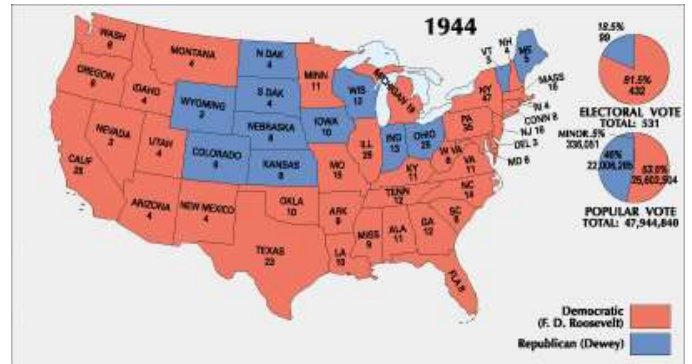 1944
WASH
8
OREGON
6
CALIF
25
NEVADA
3
IDAHO
4
MONTANA
4
WYOMING
3
UTAH
4
COLORADO
6
ARIZONA
4
NEW MEXICO
4
N DAK
4
S DAK
4
NEBRASKA
6
KANSAS
8
OKLA
10
TEXAS
23
MINN
11
IOWA
10
MO
15
ARK
9
LA
10
WIS
12
ILL
28
MICHIGAN 19
IND
13
OHIO
25
KY
11
TENN
12
MISS
9
ALA
11
GA
12
FLA 8
SC
8
NC
14
VA
11
W VA
8
PA
35
NY
47
VT
3
NH
4
5
MASS
16
RI 4
CONN 8
NJ 16
DEL 3
MD 8
18.5%
99
81.5%
432
ELECTORAL VOTE
TOTAL: 531
MINOR .5%
336,051
46%
22,006,285
53.5%
25,602,504
POPULAR VOTE
TOTAL: 47,944,840
Democratic
(F. D. Roosevelt)
Republican (Dewey)